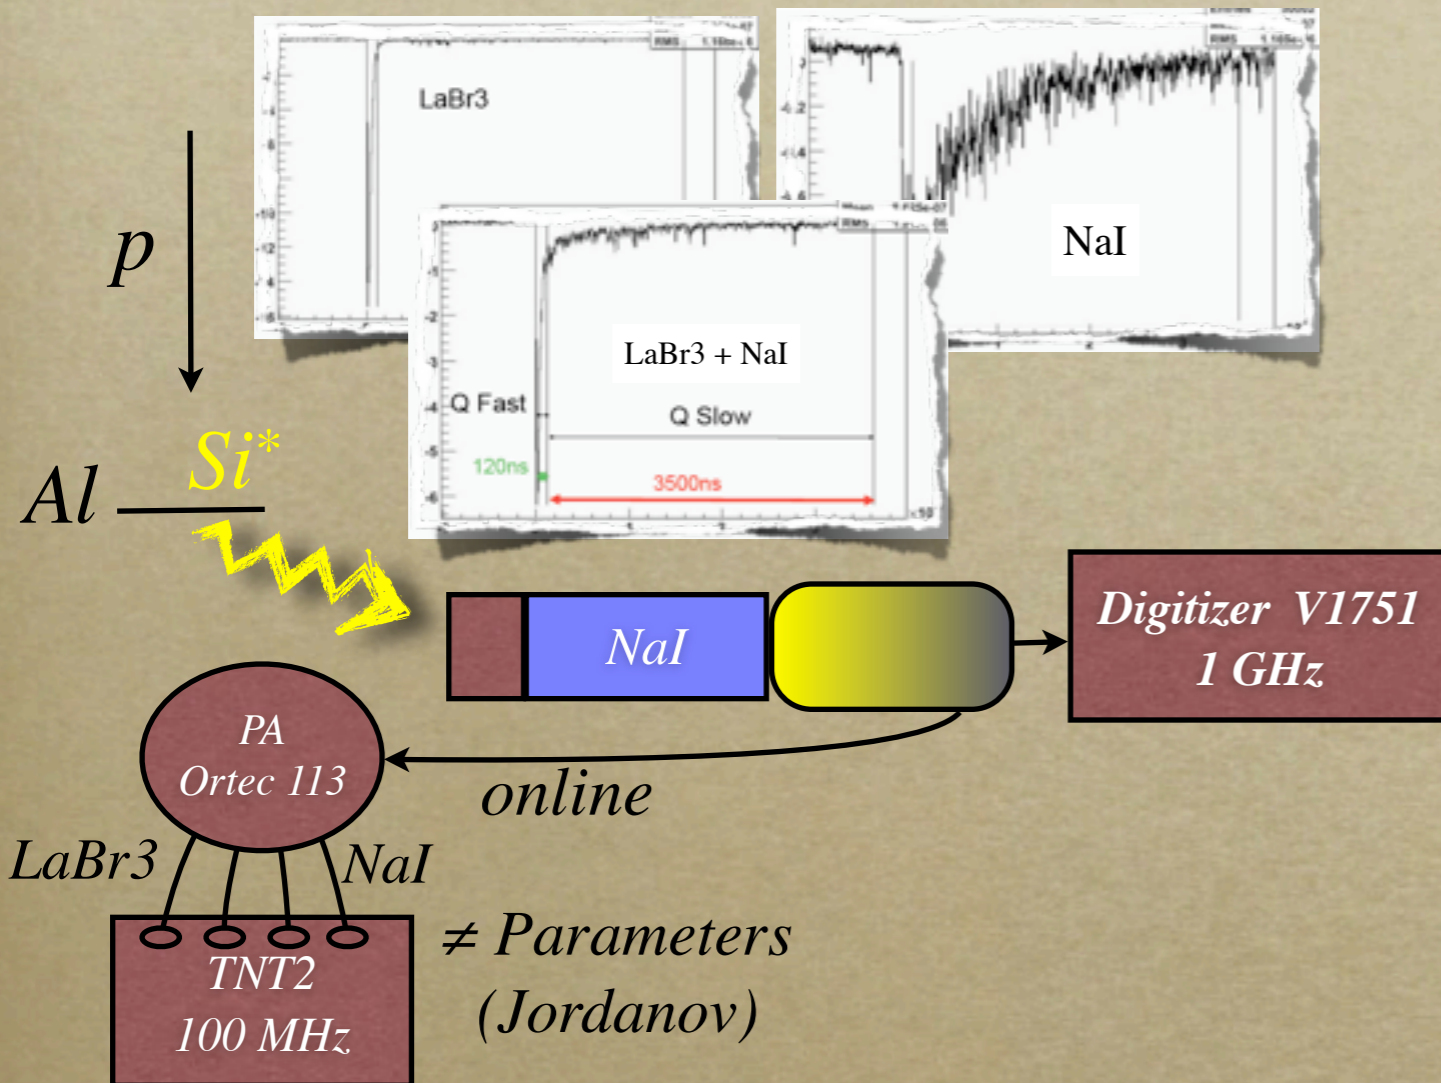 LaBr3
NaI
LaBr3 + NaI
Q Fast
Q Slow
120ns
3500ns
p
Si*
Al
NaI
Digitizer V1751
1 GHz
PA
Ortec 113
online
LaBr3
NaI
TNT2
100 MHz
≠ Parameters
(Jordanov)